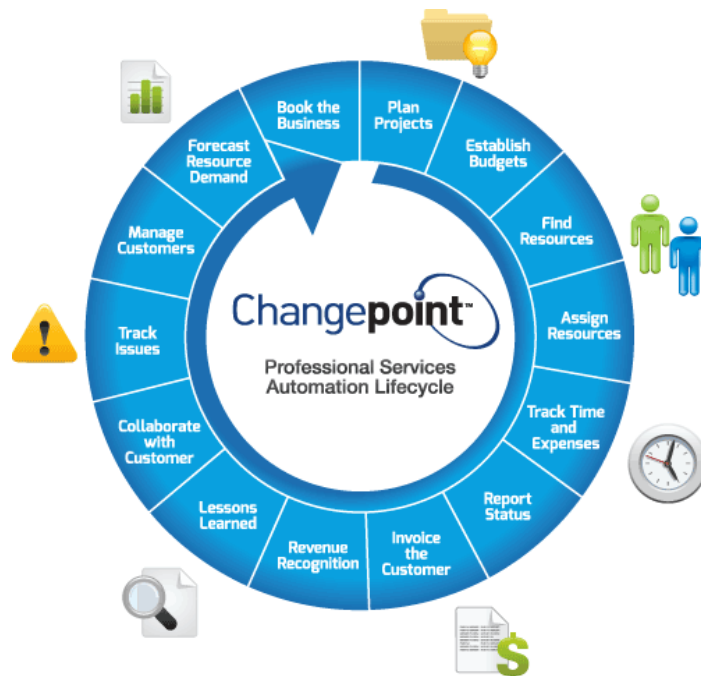 Book the
Business
Plan
Projects
Establish
Budgets
Find
Resources
Assign
Resources
Track Time
and
Expenses
Report
Status
Invoice
the
Customer
Revenue
Recognition
Lessons
Learned
Collaborate
with
Customer
Track
Issues
Manage
Customers
Forecast
Resource
Demand
Changepoint™
Professional Services
Automation Lifecycle